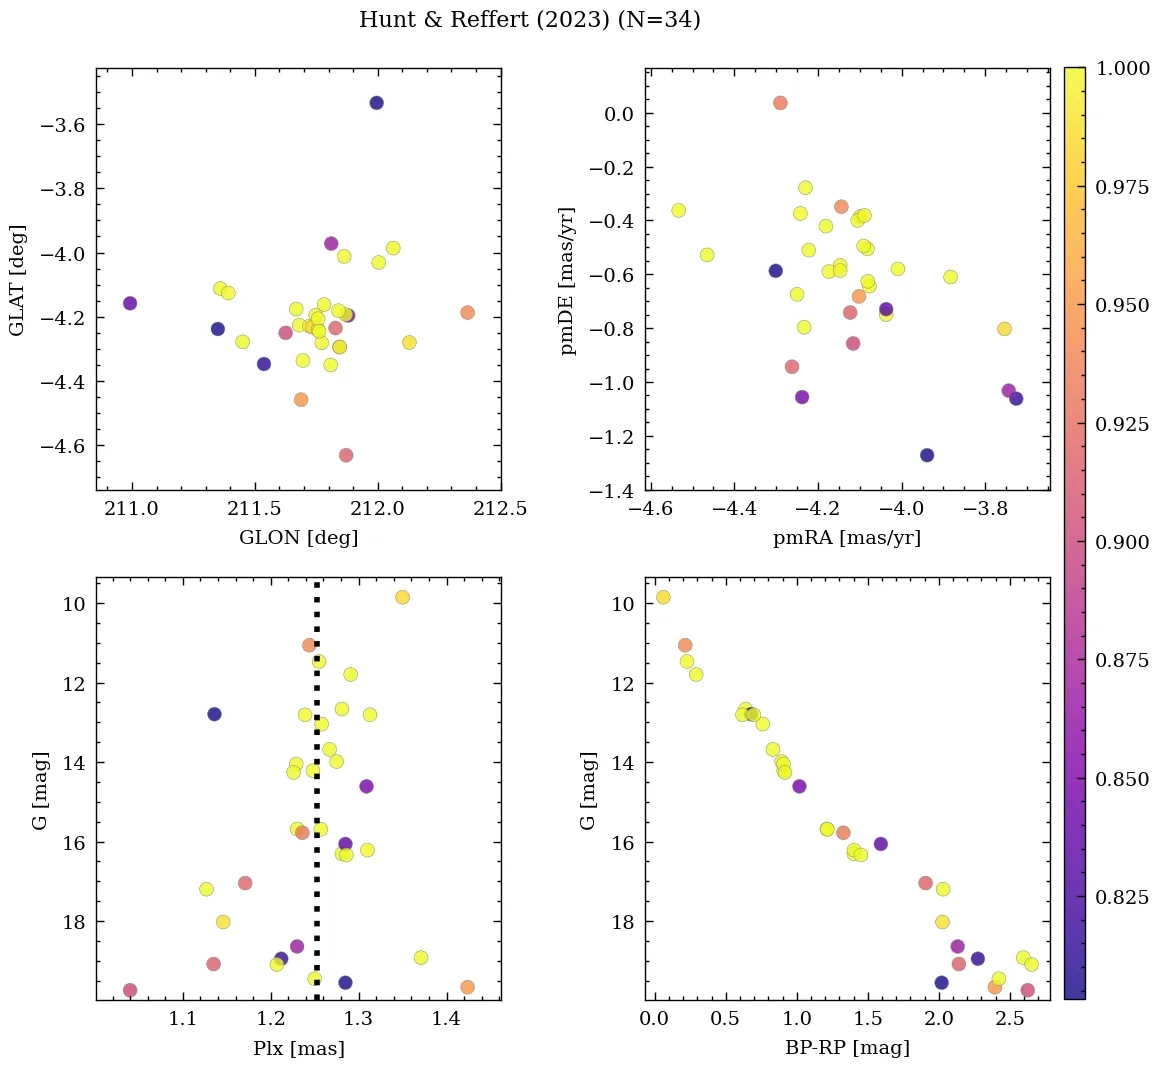 Hunt & Reffert (2023) (N=34)
−3.6
−3.8
−4.0
−4.2
−4.4
−4.6
GLAT [deg]
211.0 211.5 212.0 212.5
GLON [deg]
0.0
−0.2
−0.4
−0.6
−0.8
−1.0
−1.2
−1.4
pmDE [mas/yr]
−4.6 −4.4 −4.2 −4.0 −3.8
pmRA [mas/yr]
10
12
14
16
18
G [mag]
1.1 1.2 1.3 1.4
Plx [mas]
10
12
14
16
18
G [mag]
0.0 0.5 1.0 1.5 2.0 2.5
BP-RP [mag]
1.000
0.975
0.950
0.925
0.900
0.875
0.850
0.825